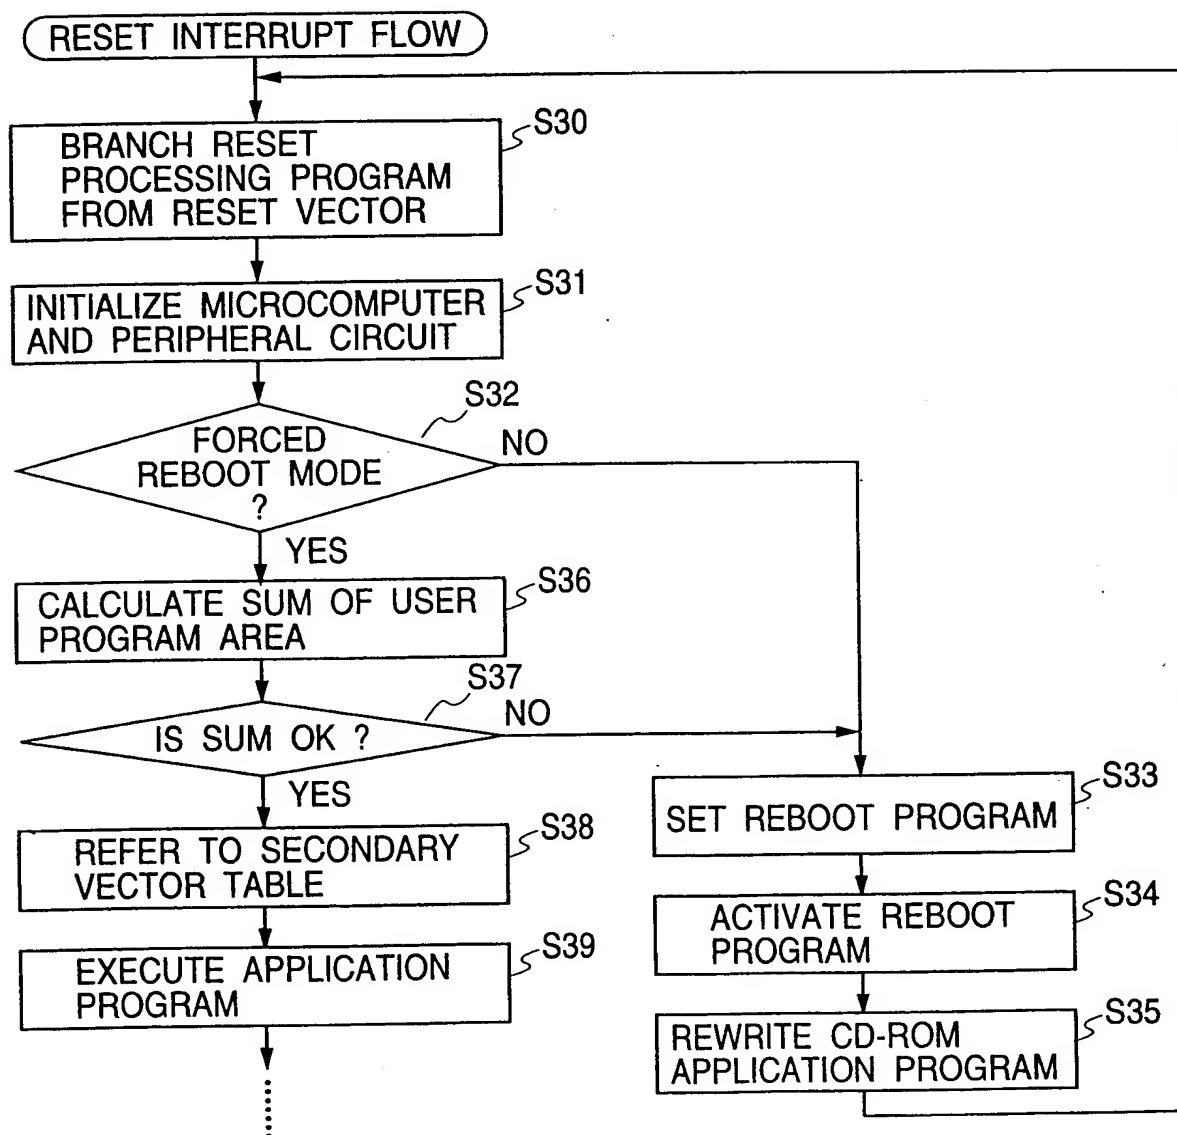 RESET INTERRUPT FLOW
S30
BRANCH RESET
PROCESSING PROGRAM
FROM RESET VECTOR
S31
INITIALIZE MICROCOMPUTER
AND PERIPHERAL CIRCUIT
S32
FORCED
REBOOT MODE
?
NO
YES
S36
CALCULATE SUM OF USER
PROGRAM AREA
S37
IS SUM OK ?
NO
YES
S38
REFER TO SECONDARY
VECTOR TABLE
S39
EXECUTE APPLICATION
PROGRAM
S33
SET REBOOT PROGRAM
S34
ACTIVATE REBOOT
PROGRAM
S35
REWRITE CD-ROM
APPLICATION PROGRAM